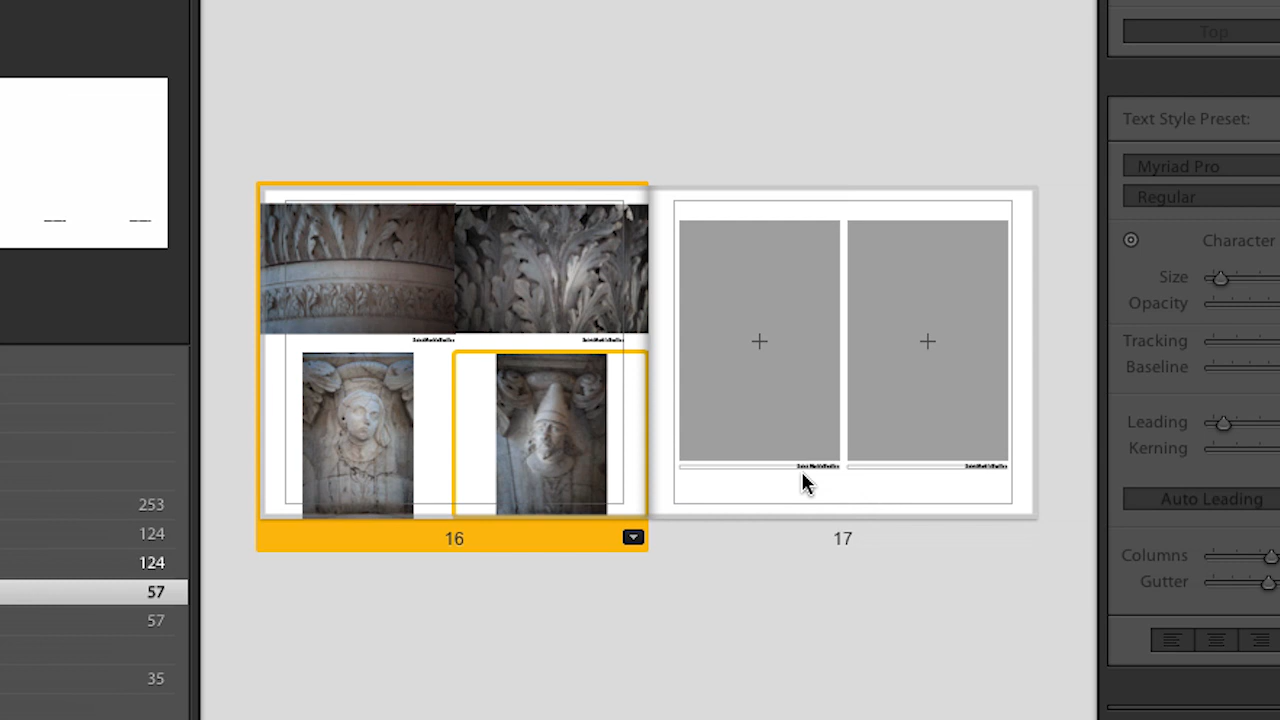 Top
Text Style Preset:
Myriad Pro
Regular
Character
Size
Opacity
Tracking
Baseline
Leading
Kerning
Auto Leading
Columns
Gutter
253
124
124
57
57
35
16
17